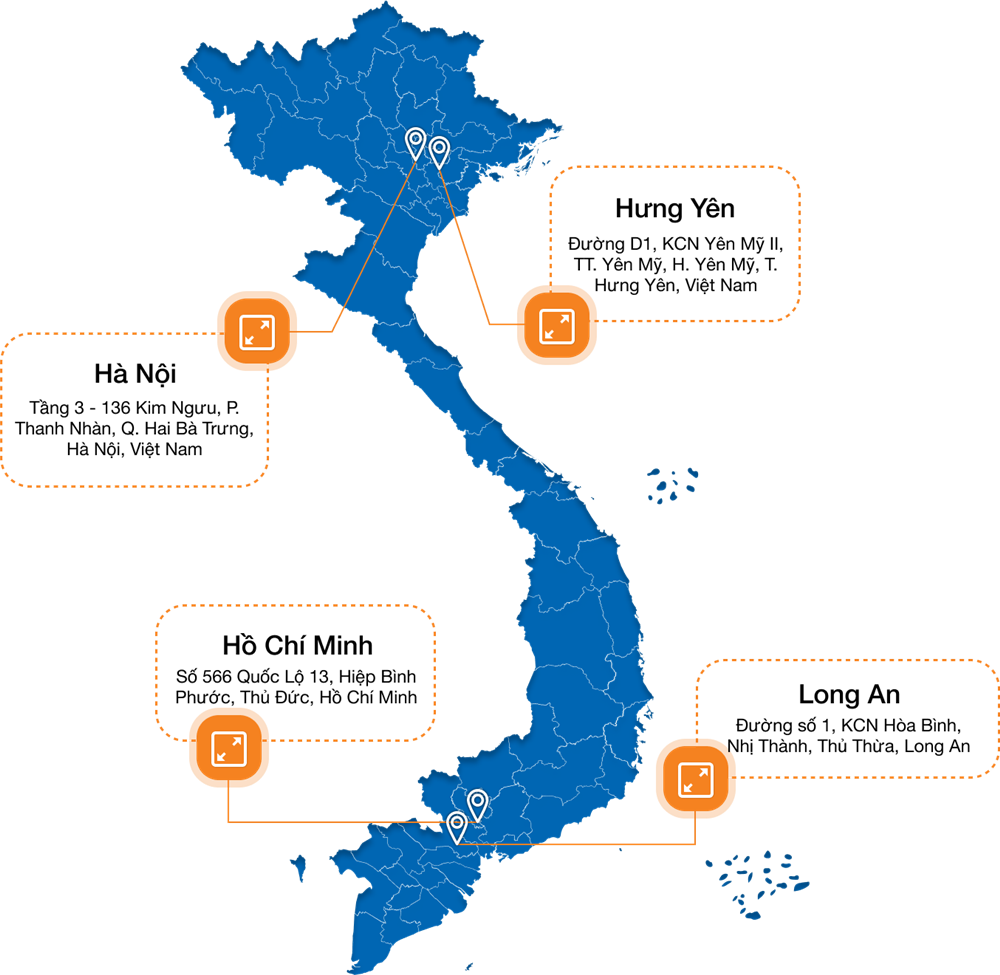 Hưng Yên
Đường D1, KCN Yên Mỹ II,
TT. Yên Mỹ, H. Yên Mỹ, T.
Hưng Yên, Việt Nam
Hà Nội
Tầng 3 - 136 Kim Ngưu, P.
Thanh Nhàn, Q. Hai Bà Trưng,
Hà Nội, Việt Nam
Hồ Chí Minh
Số 566 Quốc Lộ 13, Hiệp Bình
Phước, Thủ Đức, Hồ Chí Minh
Long An
Đường số 1, KCN Hòa Bình,
Nhị Thành, Thủ Thừa, Long An